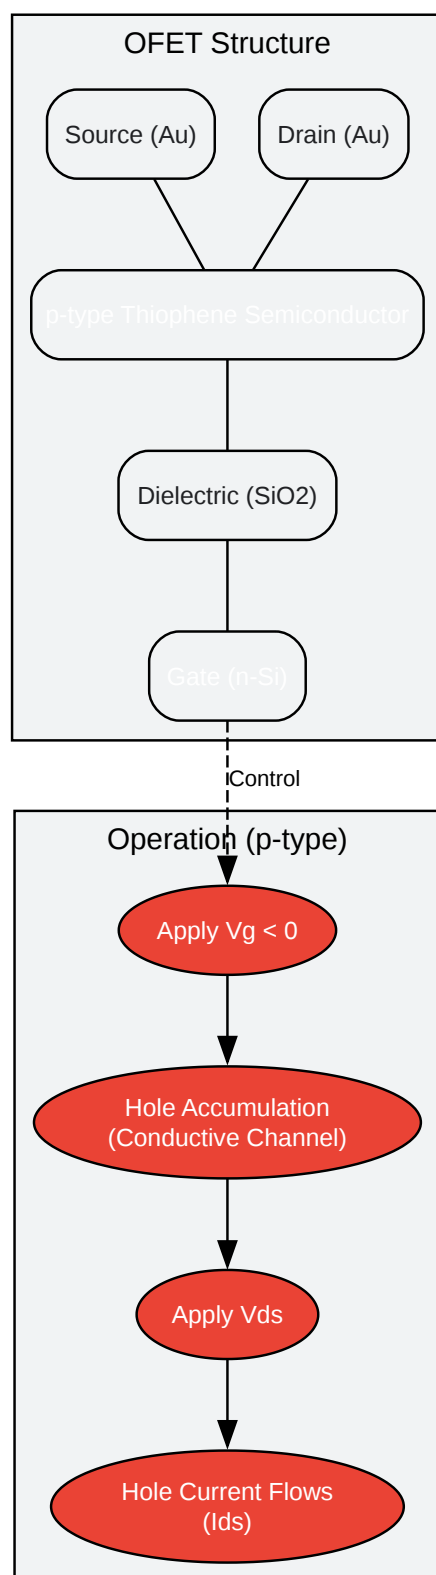 OFET Structure
Source (Au)
Drain (Au)
p-type Thiophene Semiconductor
Dielectric (SiO2)
Gate (n-Si)
Control
Operation (p-type)
Apply Vg < 0
Hole Accumulation
(Conductive Channel)
Apply Vds
Hole Current Flows
(Ids)